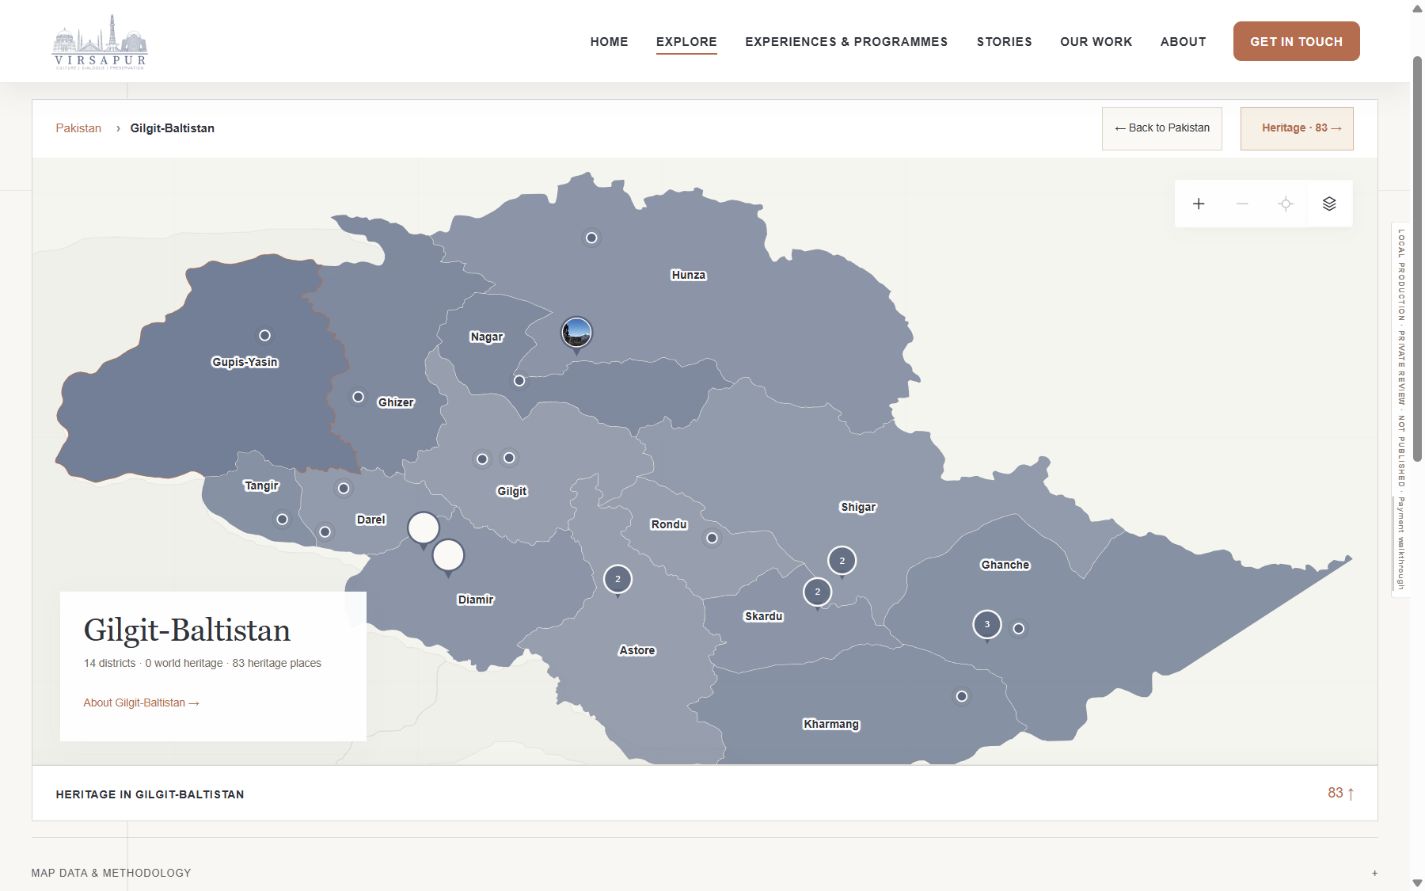 VIRSAPUR
CULTURE | DIALOGUE | PRESERVATION
HOME
EXPLORE
EXPERIENCES & PROGRAMMES
STORIES
OUR WORK
ABOUT
GET IN TOUCH
Pakistan › Gilgit-Baltistan
← Back to Pakistan
Heritage · 83 →
+
−
Hunza
Nagar
Gupis-Yasin
Ghizer
Tangir
Darel
Gilgit
Rondu
Shigar
Ghanche
2
2
2
3
Diamir
Skardu
Astore
Kharmang
Gilgit-Baltistan
14 districts · 0 world heritage · 83 heritage places
About Gilgit-Baltistan →
HERITAGE IN GILGIT-BALTISTAN
83 ↑
MAP DATA & METHODOLOGY
+
LOCAL PRODUCTION · PRIVATE REVIEW · NOT PUBLISHED · Payment walkthrough